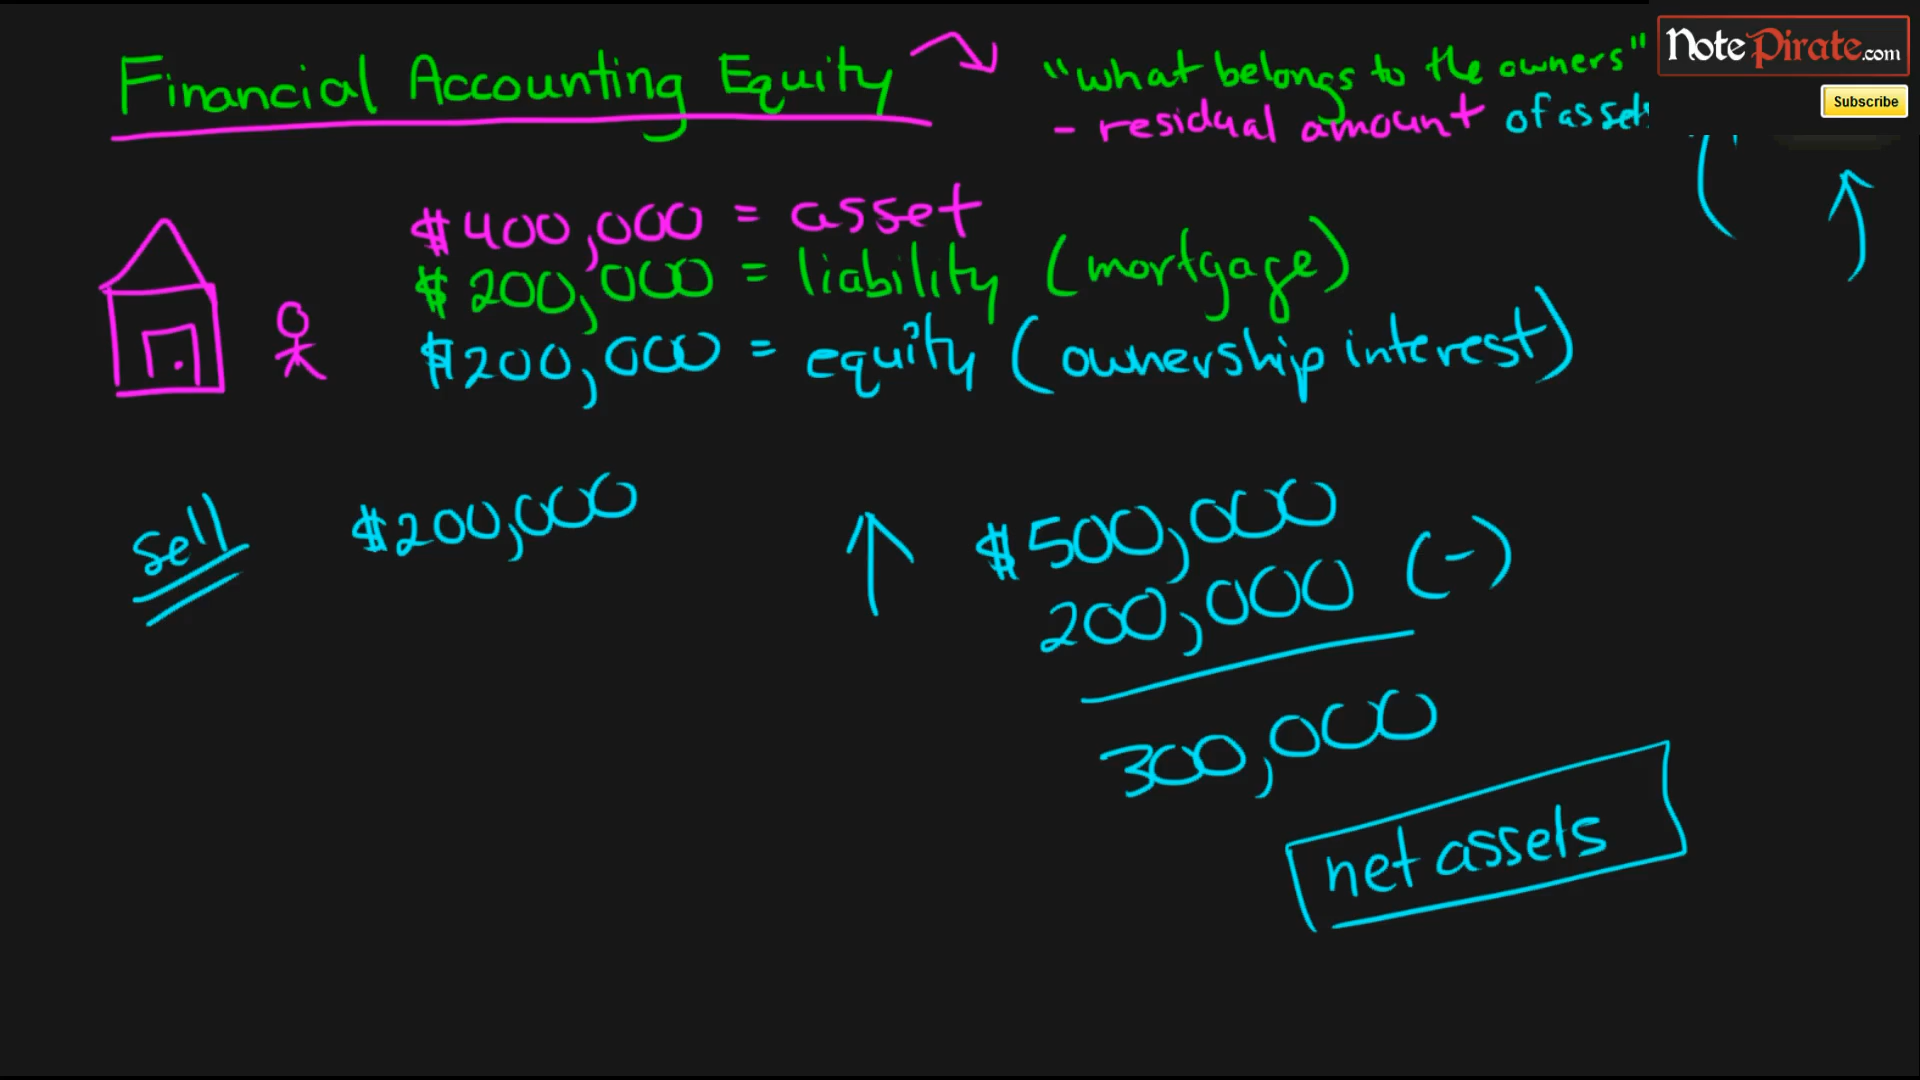 Financial Accounting Equity
"what belongs to the owners"
- residual amount of assets
NotePirate.com
Subscribe
$400,000 = asset
$200,000 = liability (mortgage)
$200,000 = equity (ownership interest)
sell $200,000
$500,000
200,000 (-)
300,000
net assets